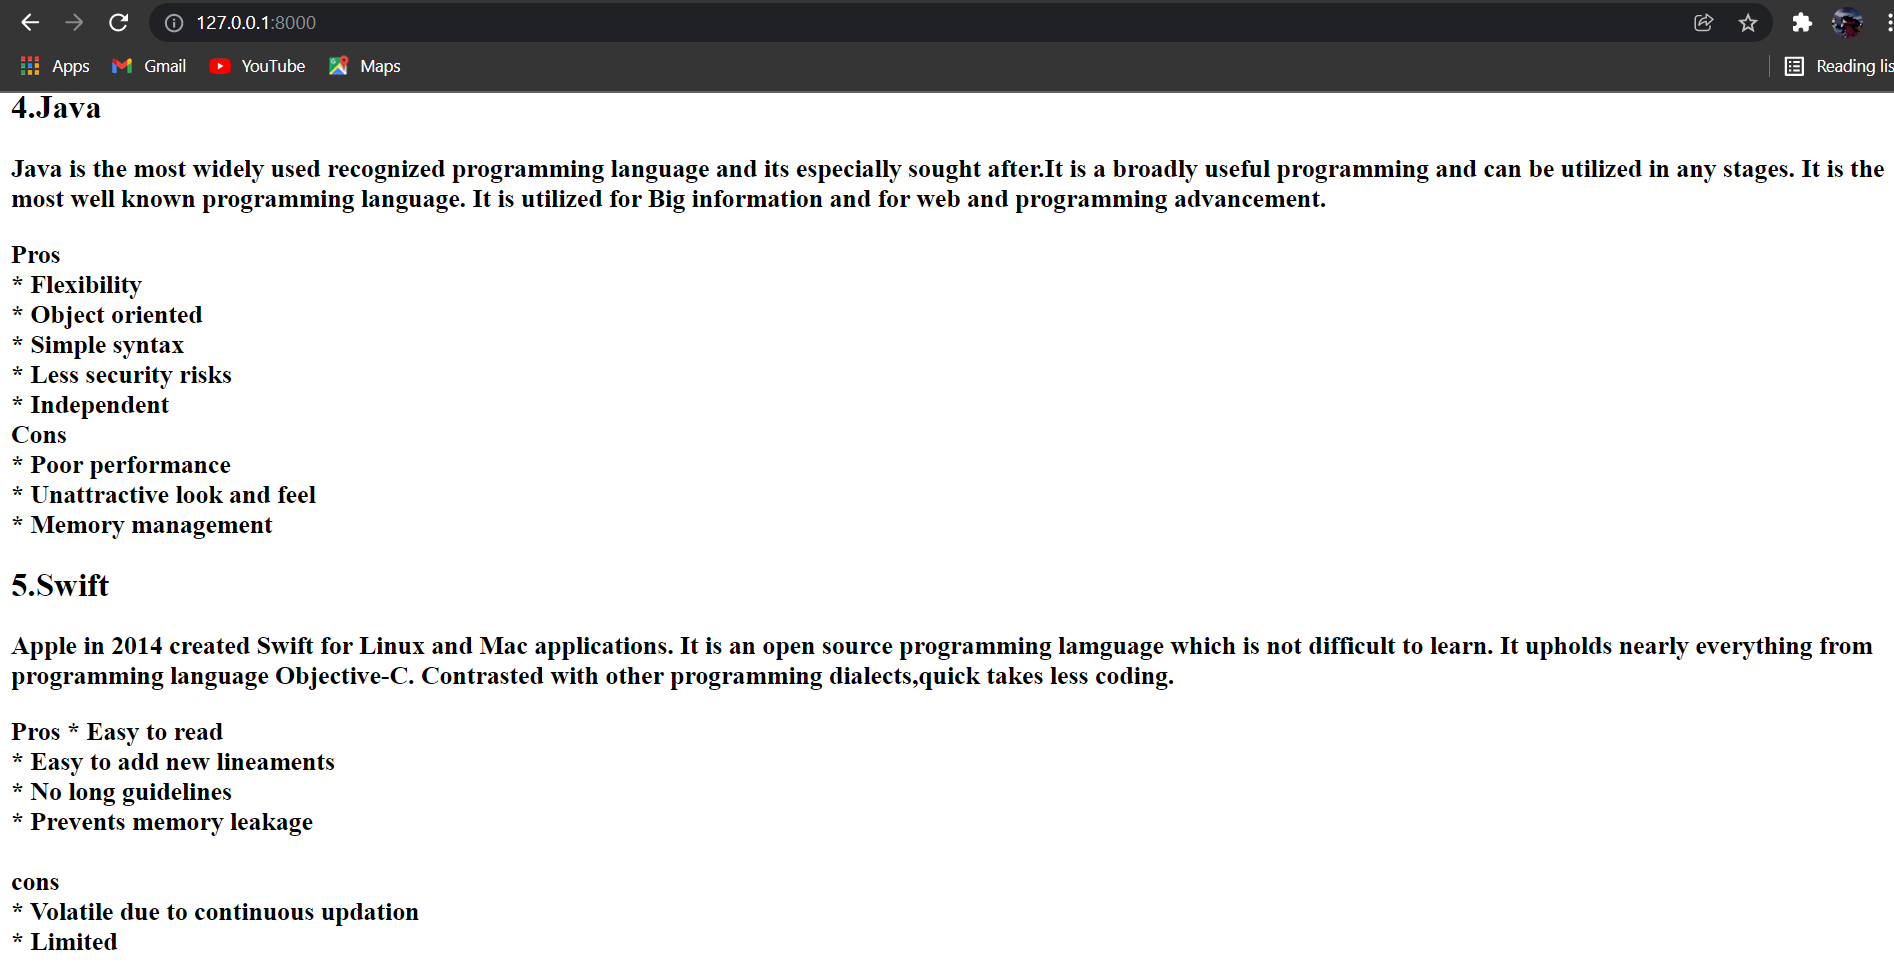 127.0.0.1:8000
Apps Gmail YouTube Maps Reading lis
4.Java
Java is the most widely used recognized programming language and its especially sought after.It is a broadly useful programming and can be utilized in any stages. It is the
most well known programming language. It is utilized for Big information and for web and programming advancement.
Pros
* Flexibility
* Object oriented
* Simple syntax
* Less security risks
* Independent
Cons
* Poor performance
* Unattractive look and feel
* Memory management
5.Swift
Apple in 2014 created Swift for Linux and Mac applications. It is an open source programming lamguage which is not difficult to learn. It upholds nearly everything from
programming language Objective-C. Contrasted with other programming dialects,quick takes less coding.
Pros * Easy to read
* Easy to add new lineaments
* No long guidelines
* Prevents memory leakage
cons
* Volatile due to continuous updation
* Limited